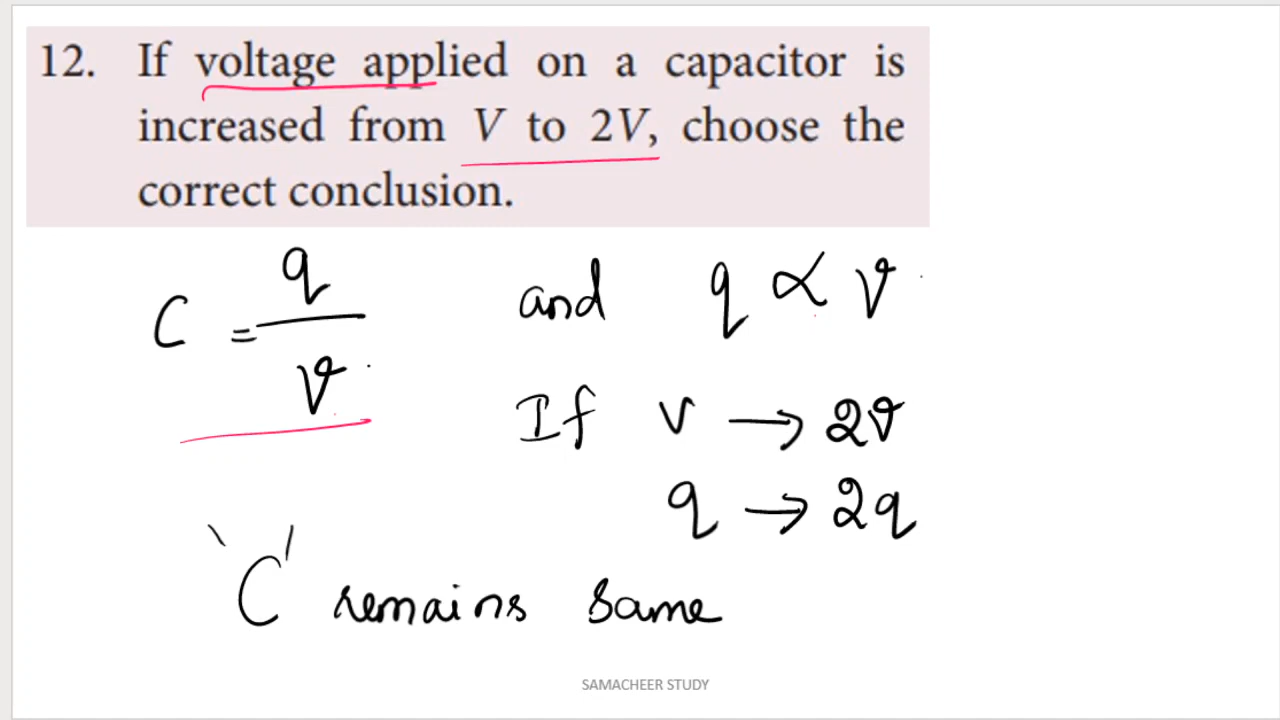 12. If voltage applied on a capacitor is
increased from V to 2V, choose the
correct conclusion.
C = q/V and q ∝ V
If V → 2V
q → 2q
'C' remains same
SAMACHEER STUDY